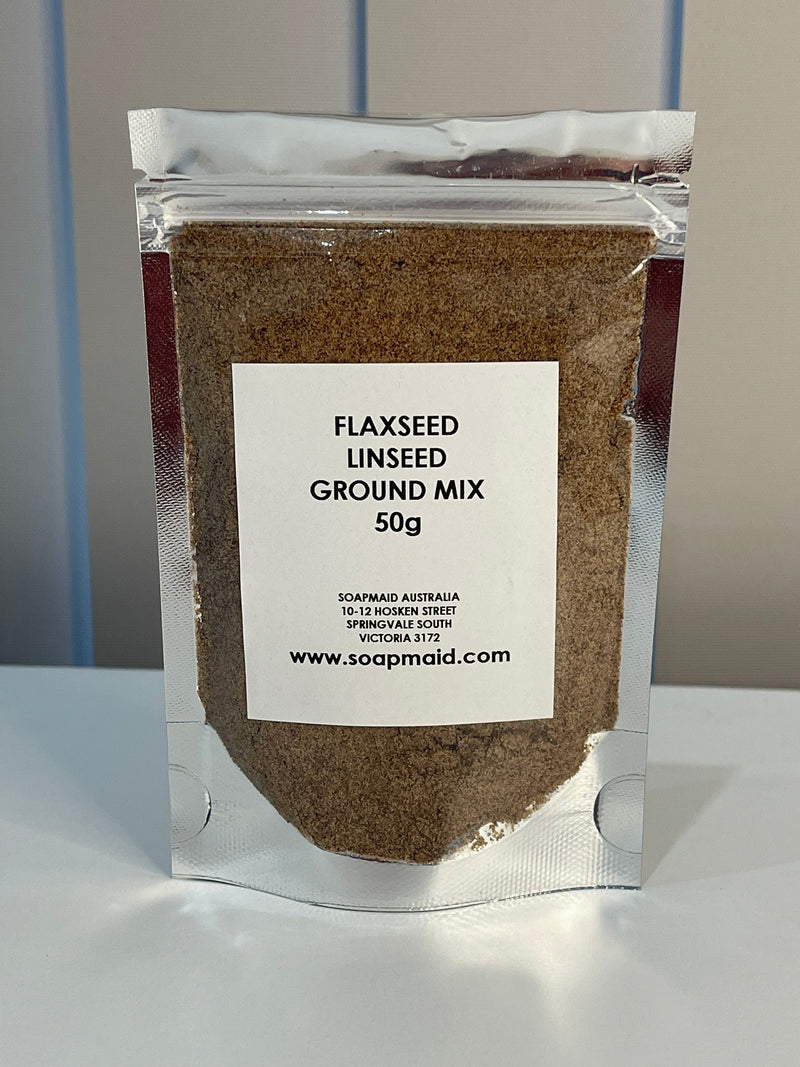 FLAXSEED
LINSEED
GROUND MIX
50g
SOAPMAID AUSTRALIA
10-12 HOSKEN STREET
SPRINGVALE SOUTH
VICTORIA 3172
www.soapmaid.com